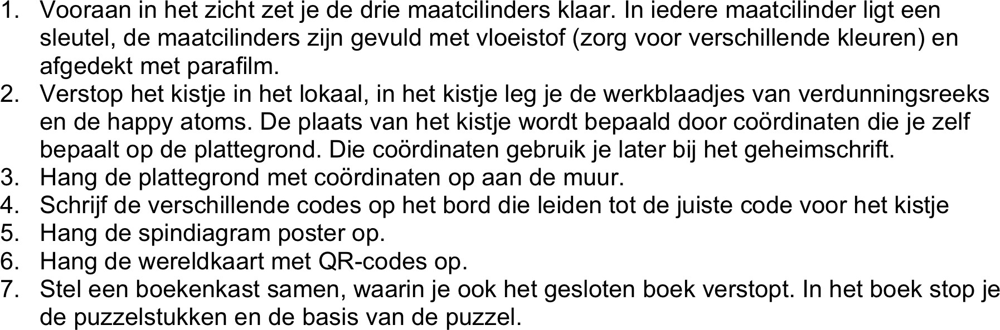 1. Vooraan in het zicht zet je de drie maatcilinders klaar. In iedere maatcilinder ligt een
sleutel, de maatcilinders zijn gevuld met vloeistof (zorg voor verschillende kleuren) en
afgedekt met parafilm.
2. Verstop het kistje in het lokaal, in het kistje leg je de werkblaadjes van verdunningsreeks
en de happy atoms. De plaats van het kistje wordt bepaald door coördinaten die je zelf
bepaalt op de plattegrond. Die coördinaten gebruik je later bij het geheimschrift.
3. Hang de plattegrond met coördinaten op aan de muur.
4. Schrijf de verschillende codes op het bord die leiden tot de juiste code voor het kistje
5. Hang de spindiagram poster op.
6. Hang de wereldkaart met QR-codes op.
7. Stel een boekenkast samen, waarin je ook het gesloten boek verstopt. In het boek stop je
de puzzelstukken en de basis van de puzzel.